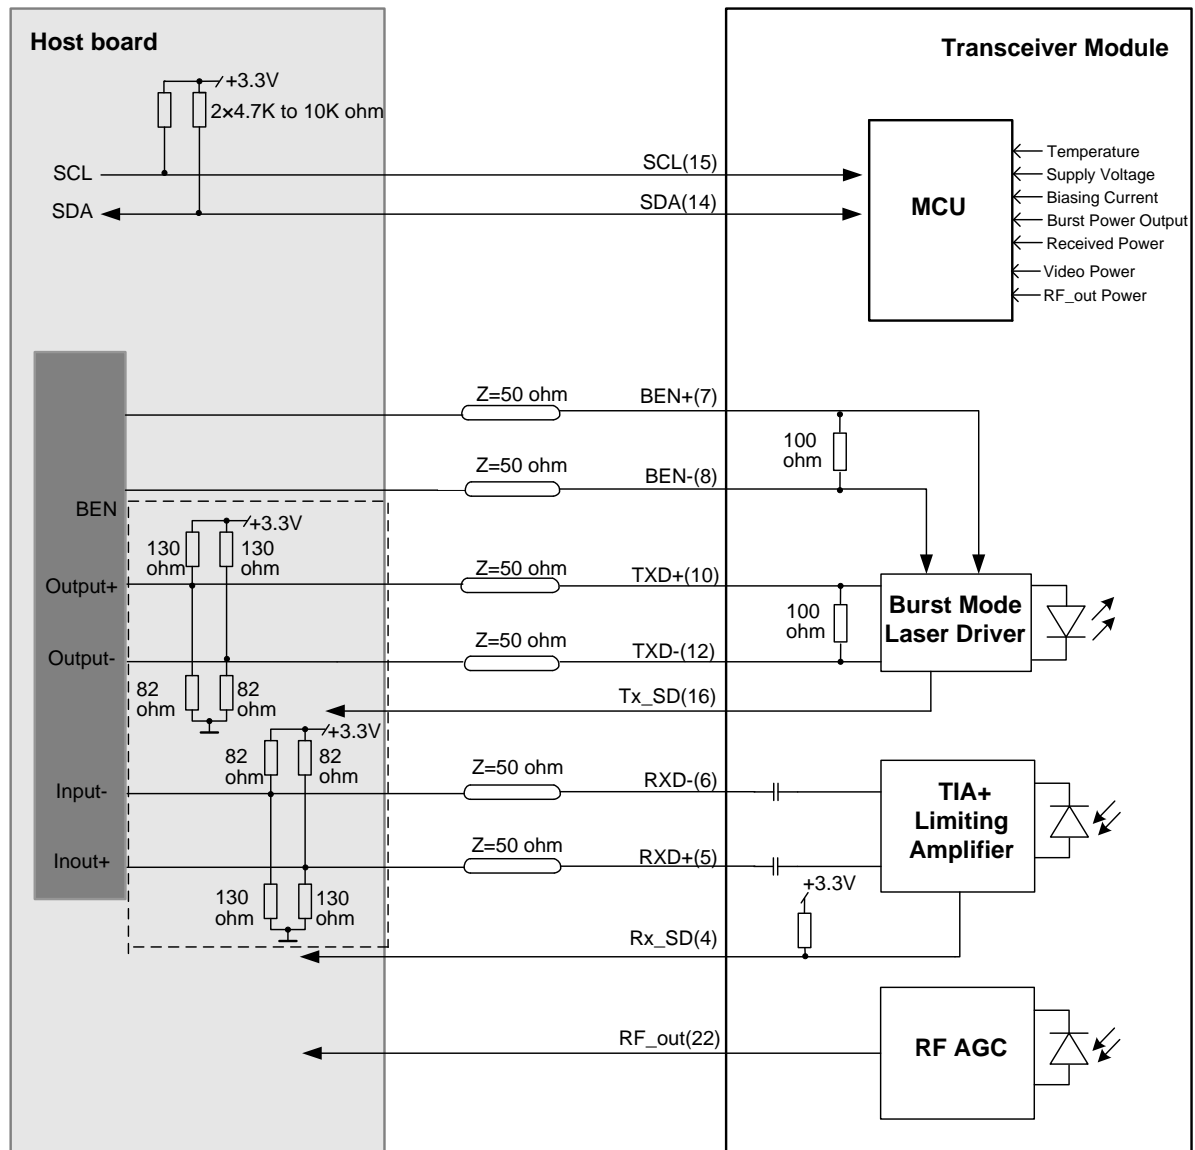 Host board
Transceiver Module
+3.3V
2×4.7K to 10K ohm
SCL
SCL(15)
SDA
SDA(14)
MCU
Temperature
Supply Voltage
Biasing Current
Burst Power Output
Received Power
Video Power
RF_out Power
Z=50 ohm
BEN+(7)
100
ohm
Z=50 ohm
BEN-(8)
BEN
+3.3V
130
ohm
130
ohm
Output+
Z=50 ohm
TXD+(10)
100
ohm
Burst Mode
Laser Driver
Output-
Z=50 ohm
TXD-(12)
82
ohm
82
ohm
Tx_SD(16)
+3.3V
82
ohm
82
ohm
Input-
Z=50 ohm
RXD-(6)
TIA+
Limiting
Amplifier
Inout+
Z=50 ohm
RXD+(5)
+3.3V
130
ohm
130
ohm
Rx_SD(4)
RF_out(22)
RF AGC